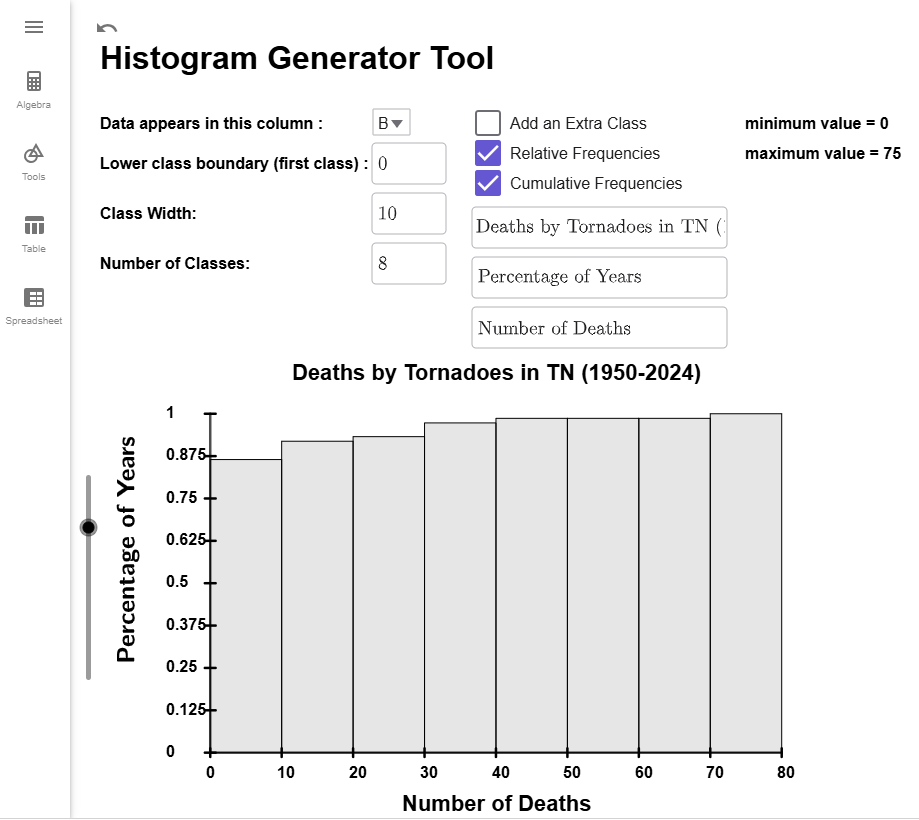 Histogram Generator Tool
Algebra
Tools
Table
Spreadsheet
Data appears in this column : B
Lower class boundary (first class) : 0
Class Width: 10
Number of Classes: 8
Add an Extra Class
Relative Frequencies
Cumulative Frequencies
minimum value = 0
maximum value = 75
Deaths by Tornadoes in TN (
Percentage of Years
Number of Deaths
Deaths by Tornadoes in TN (1950-2024)
Percentage of Years
1
0.875
0.75
0.625
0.5
0.375
0.25
0.125
0
0 10 20 30 40 50 60 70 80
Number of Deaths